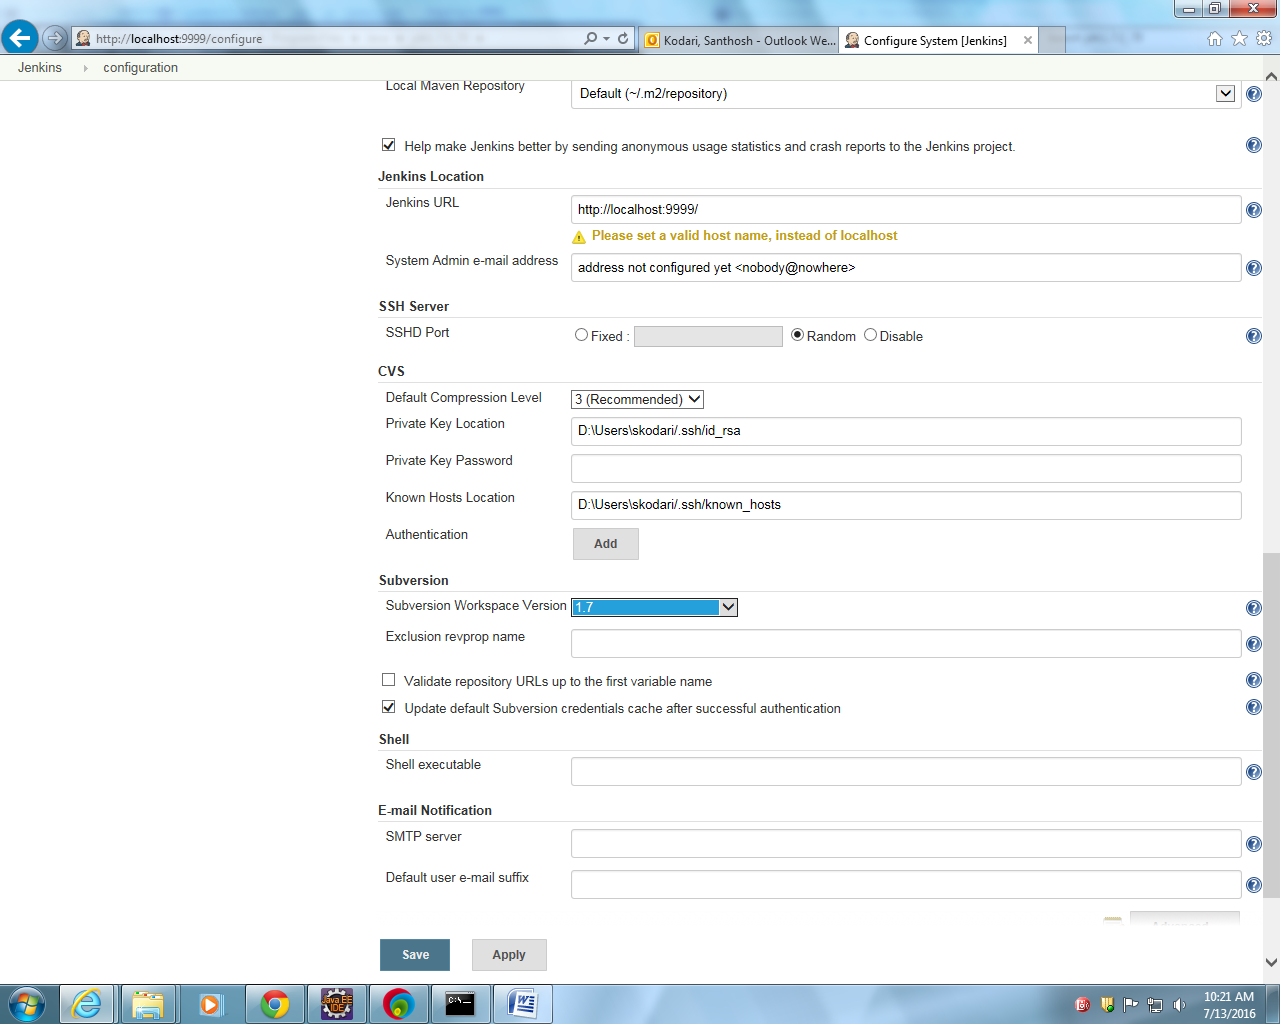 http://localhost:9999/configure
Kodari, Santhosh - Outlook We...
Configure System [Jenkins]
Jenkins
configuration
Local Maven Repository
Default (~/.m2/repository)
Help make Jenkins better by sending anonymous usage statistics and crash reports to the Jenkins project.
Jenkins Location
Jenkins URL
http://localhost:9999/
Please set a valid host name, instead of localhost
System Admin e-mail address
address not configured yet <nobody@nowhere>
SSH Server
SSHD Port
Fixed :
Random
Disable
CVS
Default Compression Level
3 (Recommended)
Private Key Location
D:\Users\skodari/.ssh/id_rsa
Private Key Password
Known Hosts Location
D:\Users\skodari/.ssh/known_hosts
Authentication
Add
Subversion
Subversion Workspace Version
1.7
Exclusion revprop name
Validate repository URLs up to the first variable name
Update default Subversion credentials cache after successful authentication
Shell
Shell executable
E-mail Notification
SMTP server
Default user e-mail suffix
Save
Apply
Java EE
IDE
C:\
10:21 AM
7/13/2016